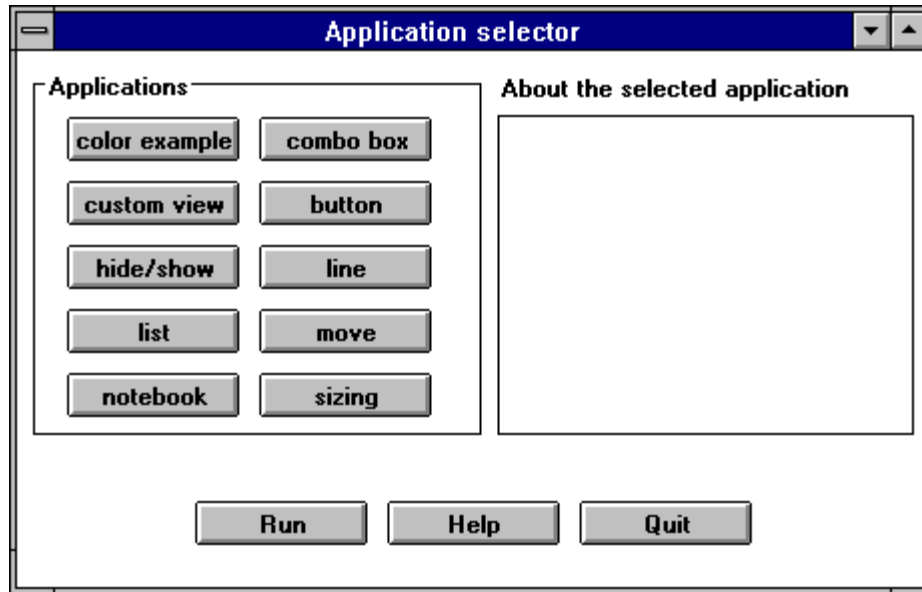 Application selector
Applications
About the selected application
color example
combo box
custom view
button
hide/show
line
list
move
notebook
sizing
Run
Help
Quit